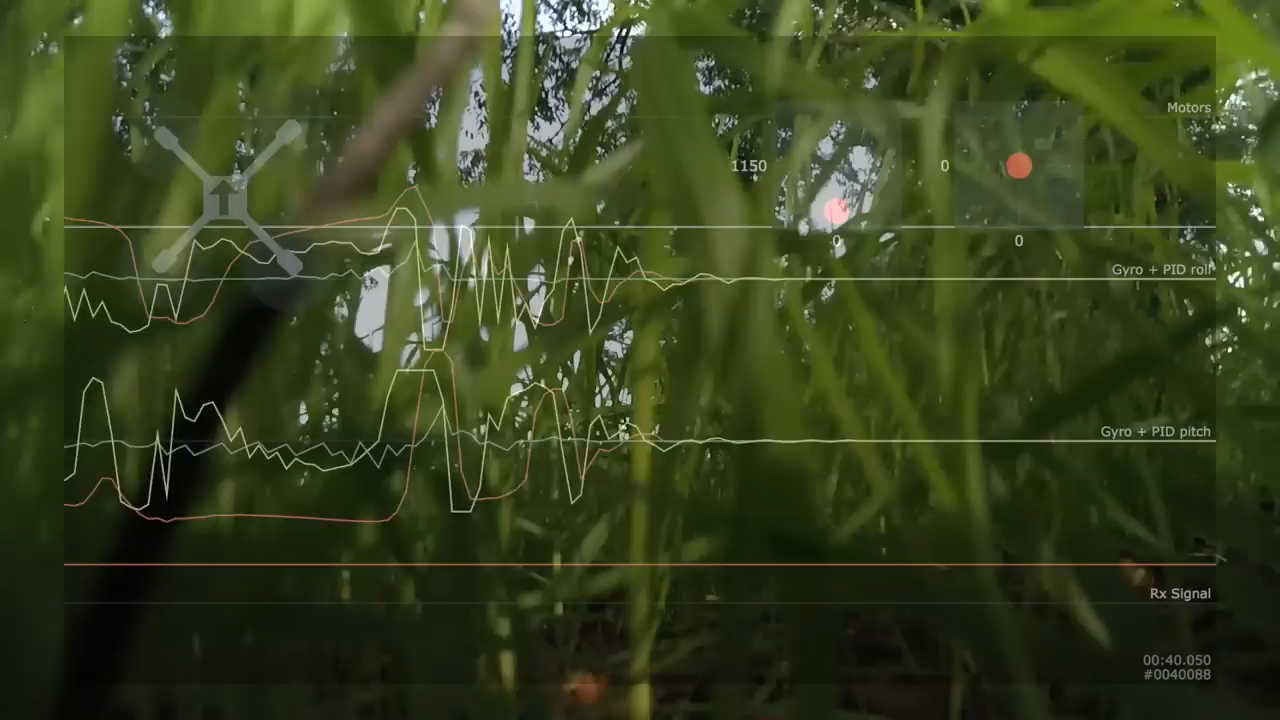 Motors
1150
0
0
0
Gyro + PID roll
Gyro + PID pitch
Rx Signal
00:40.050
#0040088